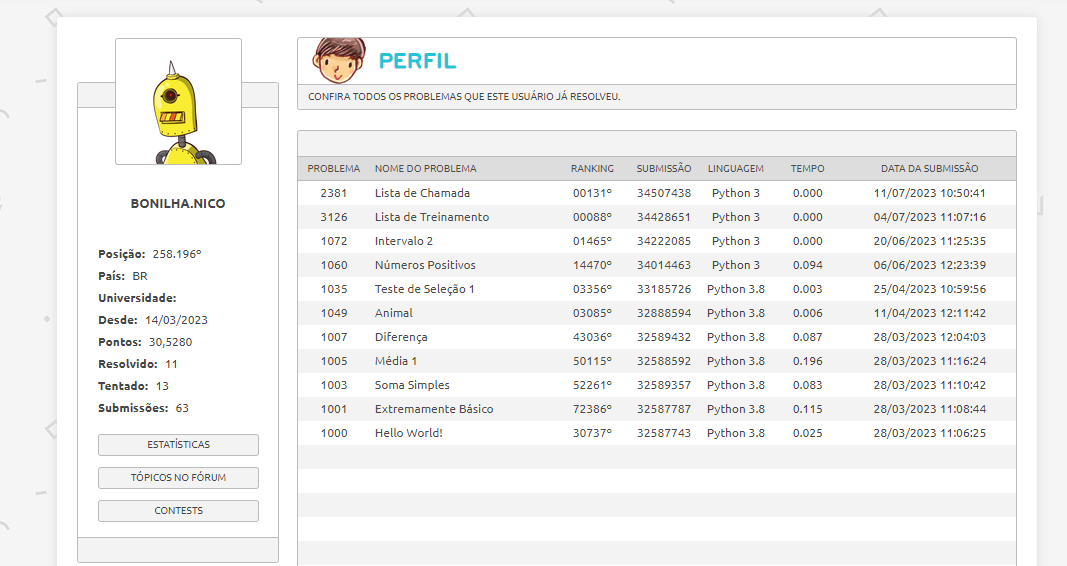 BONILHA.NICO
Posição: 258.196º
País: BR
Universidade:
Desde: 14/03/2023
Pontos: 30,5280
Resolvido: 11
Tentado: 13
Submissões: 63
ESTATÍSTICAS
TÓPICOS NO FÓRUM
CONTESTS
PERFIL
CONFIRA TODOS OS PROBLEMAS QUE ESTE USUÁRIO JÁ RESOLVEU.
PROBLEMA NOME DO PROBLEMA RANKING SUBMISSÃO LINGUAGEM TEMPO DATA DA SUBMISSÃO
2381 Lista de Chamada 00131º 34507438 Python 3 0.000 11/07/2023 10:50:41
3126 Lista de Treinamento 00088º 34428651 Python 3 0.000 04/07/2023 11:07:16
1072 Intervalo 2 01465º 34222085 Python 3 0.000 20/06/2023 11:25:35
1060 Números Positivos 14470º 34014463 Python 3 0.094 06/06/2023 12:23:39
1035 Teste de Seleção 1 03356º 33185726 Python 3.8 0.003 25/04/2023 10:59:56
1049 Animal 03085º 32888594 Python 3.8 0.006 11/04/2023 12:11:42
1007 Diferença 43036º 32589432 Python 3.8 0.087 28/03/2023 12:04:03
1005 Média 1 50115º 32588592 Python 3.8 0.196 28/03/2023 11:16:24
1003 Soma Simples 52261º 32589357 Python 3.8 0.083 28/03/2023 11:10:42
1001 Extremamente Básico 72386º 32587787 Python 3.8 0.115 28/03/2023 11:08:44
1000 Hello World! 30737º 32587743 Python 3.8 0.025 28/03/2023 11:06:25